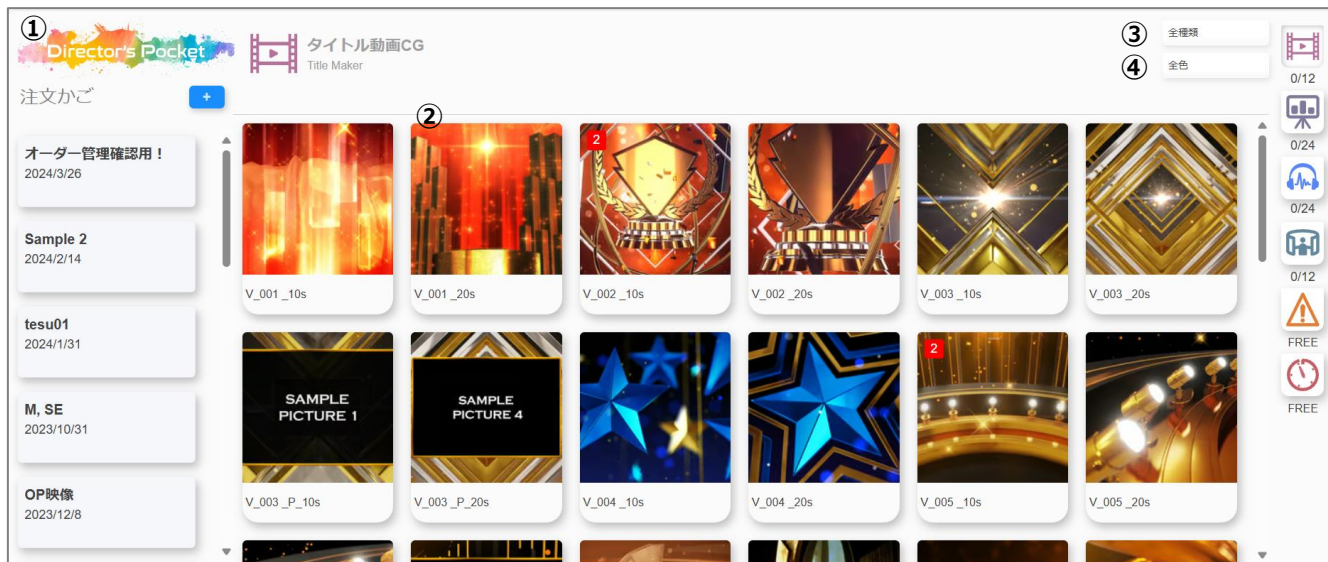 ①
Director's Pocket
タイトル動画CG
Title Maker
③ 全種類
④ 全色
注文かご
+
②
オーダー管理確認用！
2024/3/26
Sample 2
2024/2/14
tesu01
2024/1/31
M, SE
2023/10/31
OP映像
2023/12/8
2
V_001 _10s
V_001 _20s
V_002 _10s
V_002 _20s
V_003 _10s
V_003 _20s
SAMPLE
PICTURE 1
SAMPLE
PICTURE 4
2
V_003 _P_10s
V_003 _P_20s
V_004 _10s
V_004 _20s
V_005 _10s
V_005 _20s
0/12
0/24
0/24
0/12
FREE
FREE